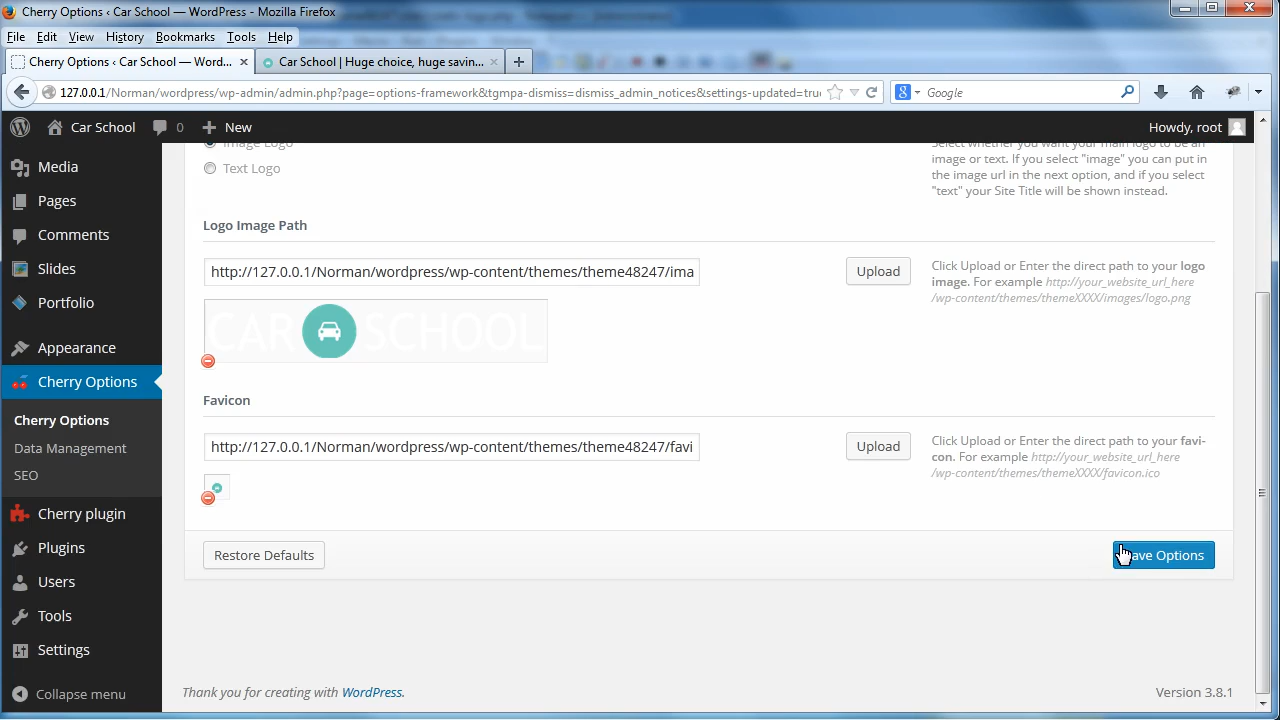 Cherry Options ‹ Car School — WordPress - Mozilla Firefox
File Edit View History Bookmarks Tools Help
Cherry Options ‹ Car School — Word... Car School | Huge choice, huge savin...
127.0.0.1/Norman/wordpress/wp-admin/admin.php?page=options-framework&tgmpa-dismiss=dismiss_admin_notices&settings-updated=true Google
Car School 0 New Howdy, root
Media
Pages
Comments
Slides
Portfolio
Appearance
Cherry Options
Cherry Options
Data Management
SEO
Cherry plugin
Plugins
Users
Tools
Settings
Collapse menu
Image Logo
Text Logo
Select whether you want your main logo to be an
image or text. If you select "image" you can put in
the image url in the next option, and if you select
"text" your Site Title will be shown instead.
Logo Image Path
http://127.0.0.1/Norman/wordpress/wp-content/themes/theme48247/ima
Upload
Click Upload or Enter the direct path to your logo
image. For example http://your_website_url_here
/wp-content/themes/themeXXXX/images/logo.png
CAR SCHOOL
Favicon
http://127.0.0.1/Norman/wordpress/wp-content/themes/theme48247/favi
Upload
Click Upload or Enter the direct path to your favi-
con. For example http://your_website_url_here
/wp-content/themes/themeXXXX/favicon.ico
Restore Defaults
Save Options
Thank you for creating with WordPress.
Version 3.8.1